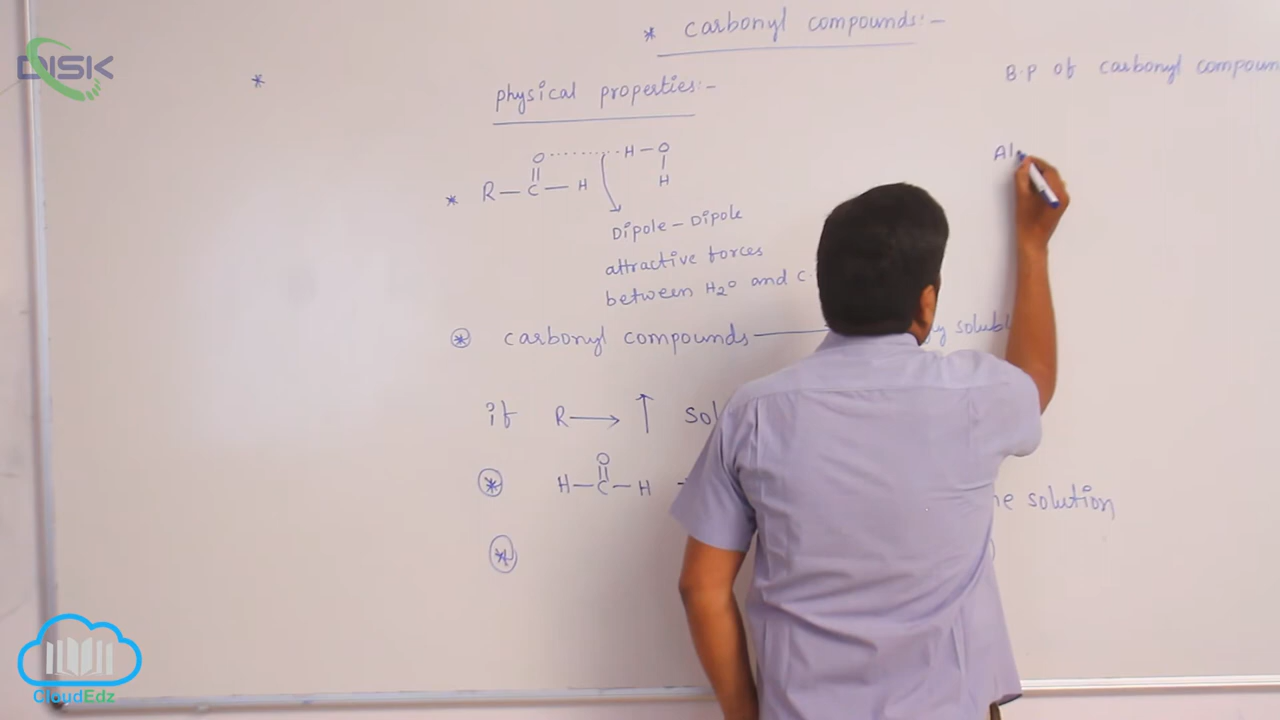 DISK
* carbonyl compounds:-
*
physical properties:-
B.P of carbonyl compoun
Al
O ........ H — O
||
|
* R — C — H
H
Dipole - Dipole
attractive forces
between H₂O and C
* carbonyl compounds —
solubl
if R → ↑ sol
O
||
* H — C — H
solution
*
CloudEdz